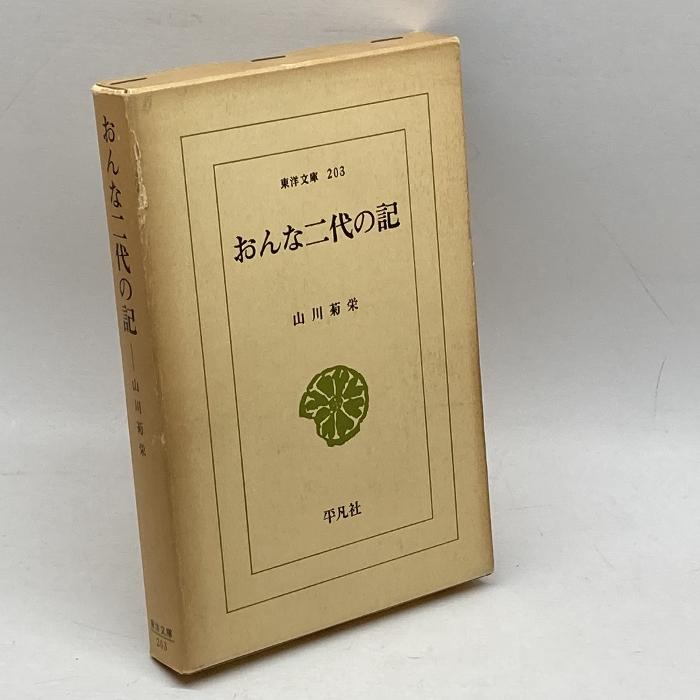 東洋文庫 203
おんな二代の記
山川菊栄
平凡社
おんな二代の記——山川菊栄
東洋文庫
203